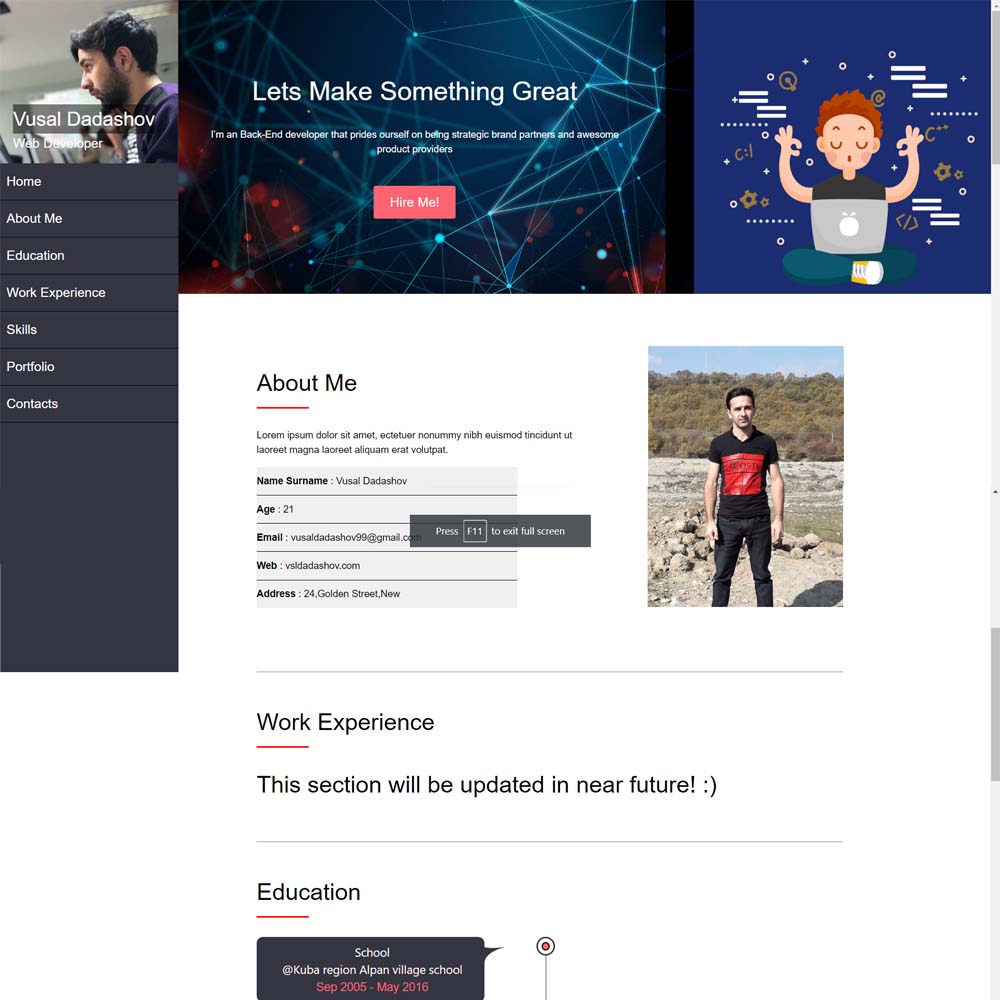 Vusal Dadashov
Web Developer
Home
About Me
Education
Work Experience
Skills
Portfolio
Contacts
Lets Make Something Great
I'm an Back-End developer that prides ourself on being strategic brand partners and awesome
product providers
Hire Me!
@
C++
C:\
</>
About Me
Lorem ipsum dolor sit amet, ectetuer nonummy nibh euismod tincidunt ut
laoreet magna laoreet aliquam erat volutpat.
Name Surname : Vusal Dadashov
Age : 21
Email : vusaldadashov99@gmail.com
Web : vsldadashov.com
Address : 24,Golden Street,New
Press F11 to exit full screen
Work Experience
This section will be updated in near future! :)
Education
School
@Kuba region Alpan village school
Sep 2005 - May 2016